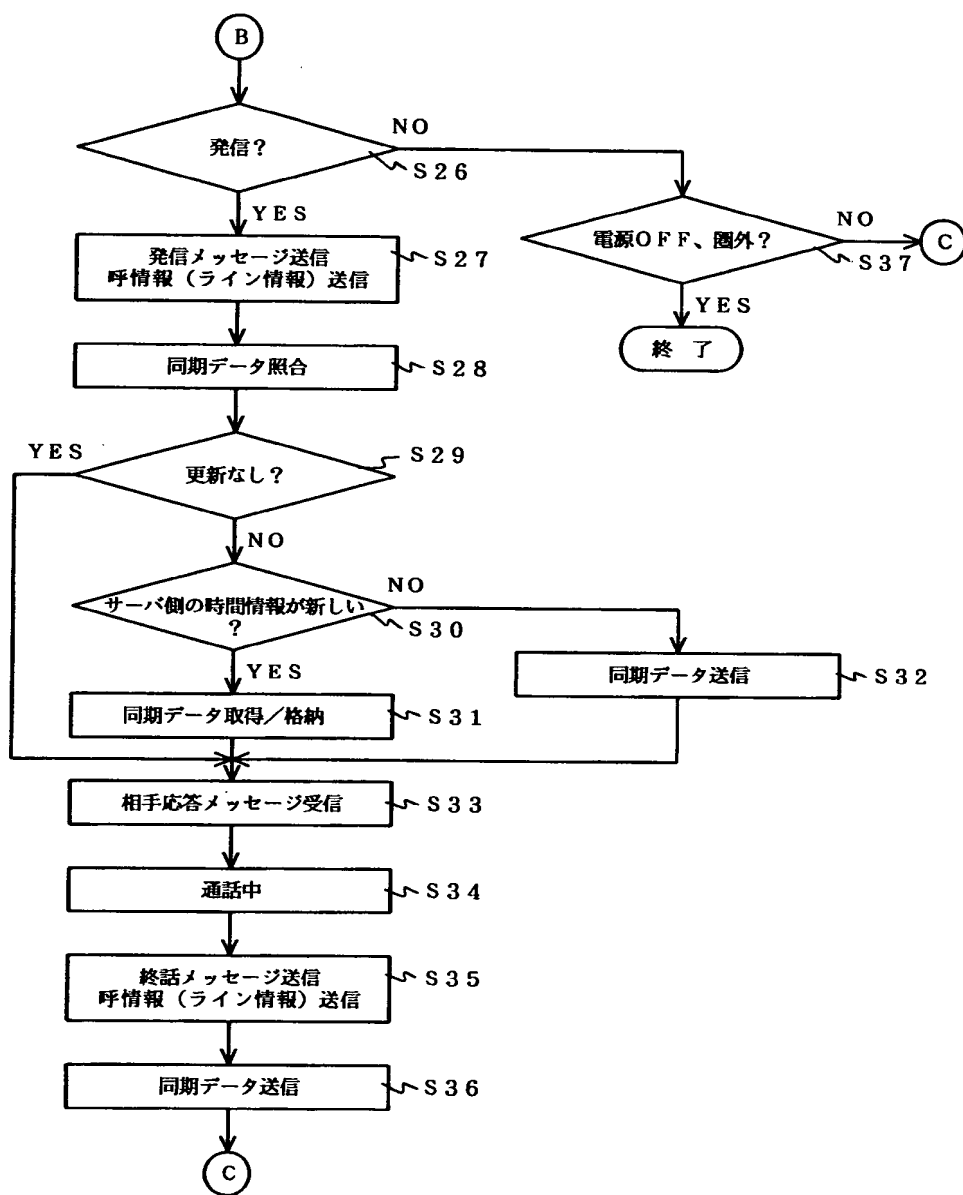 B
発信？
NO
S26
YES
発信メッセージ送信
呼情報（ライン情報）送信
S27
電源OFF、圏外？
NO
C
S37
YES
終 了
同期データ照合
S28
YES
更新なし？
S29
NO
サーバ側の時間情報が新しい
？
NO
S30
YES
同期データ送信
S32
同期データ取得／格納
S31
相手応答メッセージ受信
S33
通話中
S34
終話メッセージ送信
呼情報（ライン情報）送信
S35
同期データ送信
S36
C